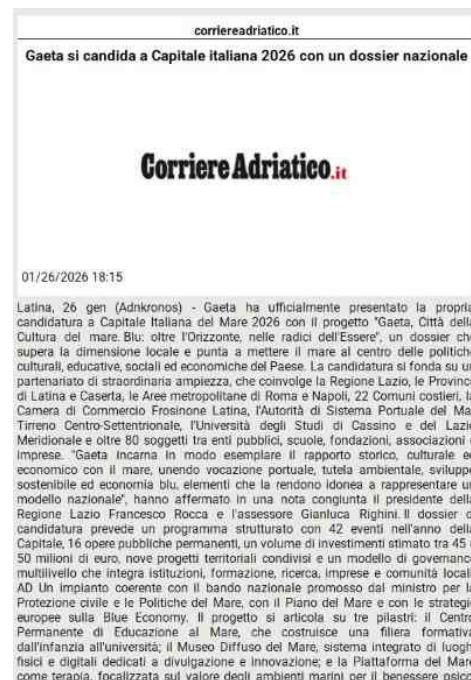 corriereadriatico.it
Gaeta si candida a Capitale italiana 2026 con un dossier nazionale
Corriere Adriatico.it
01/26/2026 18:15
Latina, 26 gen (Adnkronos) - Gaeta ha ufficialmente presentato la propria
candidatura a Capitale Italiana del Mare 2026 con il progetto "Gaeta, Città della
Cultura del mare. Blu: oltre l'Orizzonte, nelle radici dell'Essere", un dossier che
supera la dimensione locale e punta a mettere il mare al centro delle politiche
culturali, educative, sociali ed economiche del Paese. La candidatura si fonda su un
partenariato di straordinaria ampiezza, che coinvolge la Regione Lazio, le Province
di Latina e Caserta, le Aree metropolitane di Roma e Napoli, 22 Comuni costieri, la
Camera di Commercio Frosinone Latina, l'Autorità di Sistema Portuale del Mar
Tirreno Centro-Settentrionale, l'Università degli Studi di Cassino e del Lazio
Meridionale e oltre 80 soggetti tra enti pubblici, scuole, fondazioni, associazioni
imprese. "Gaeta incarna in modo esemplare il rapporto storico, culturale ed
economico con il mare, unendo vocazione portuale, tutela ambientale, sviluppo
sostenibile ed economia blu, elementi che la rendono idonea a rappresentare un
modello nazionale", hanno affermato in una nota congiunta il presidente della
Regione Lazio Francesco Rocca e l'assessore Gianluca Righini. Il dossier di
candidatura prevede un programma strutturato con 42 eventi nell'anno della
Capitale, 16 opere pubbliche permanenti, un volume di investimenti stimato tra 45
50 milioni di euro, nove progetti territoriali condivisi e un modello di governance
multilivello che integra istituzioni, formazione, ricerca, imprese e comunità locali.
AD Un impianto coerente con il bando nazionale promosso dal ministro per la
Protezione civile e le Politiche del Mare, con il Piano del Mare e con le strategie
europee sulla Blue Economy. Il progetto si articola su tre pilastri: il Centro
Permanente di Educazione al Mare, che costruisce una filiera formativa
dall'infanzia all'università; il Museo Diffuso del Mare, sistema integrato di luoghi
fisici e digitali dedicati a divulgazione e innovazione; e la Piattaforma del Mare
come terapia, focalizzata sul valore degli ambienti marini per il benessere psico